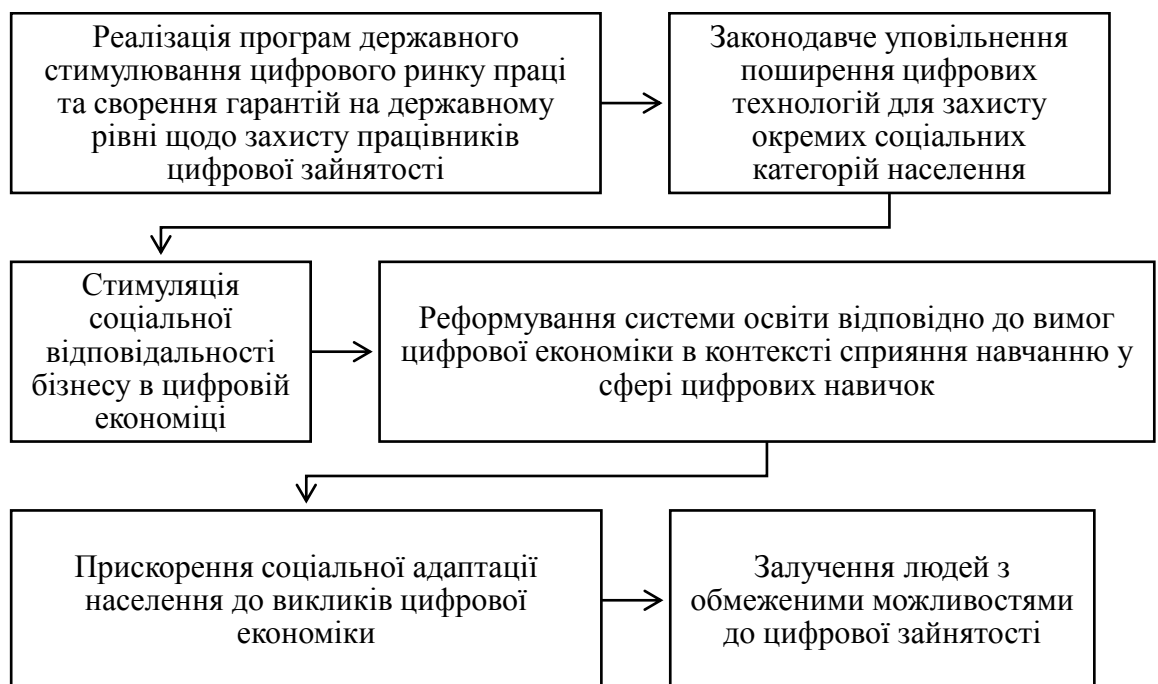 Реалізація програм державного
стимулювання цифрового ринку праці
та сворення гарантій на державному
рівні щодо захисту працівників
цифрової зайнятості
Законодавче уповільнення
поширення цифрових
технологій для захисту
окремих соціальних
категорій населення
Стимуляція
соціальної
відповідальності
бізнесу в цифровій
економіці
Реформування системи освіти відповідно до вимог
цифрової економіки в контексті сприяння навчанню у
сфері цифрових навичок
Прискорення соціальної адаптації
населення до викликів цифрової
економіки
Залучення людей з
обмеженими можливостями
до цифрової зайнятості